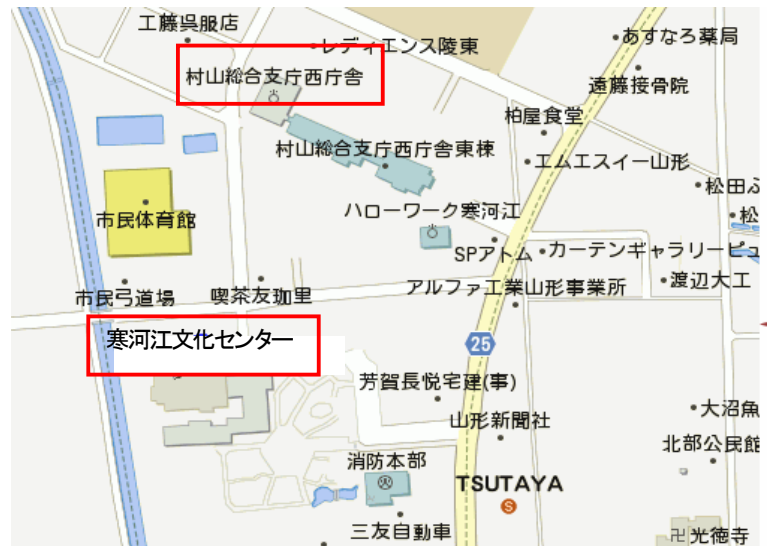 工藤呉服店
レディエンス陵東
あすなろ薬局
村山総合支庁西庁舎
遠藤接骨院
柏屋食堂
村山総合支庁西庁舎東棟
エムエスイー山形
松田ふ
市民体育館
ハローワーク寒河江
松
SPアトム
カーテンギャラリーピュ
市民弓道場
喫茶友珈里
アルファ工業山形事業所
渡辺大工
寒河江文化センター
25
芳賀長悦宅建(事)
山形新聞社
大沼魚
北部公民館
消防本部
TSUTAYA
S
三友自動車
卍光徳寺